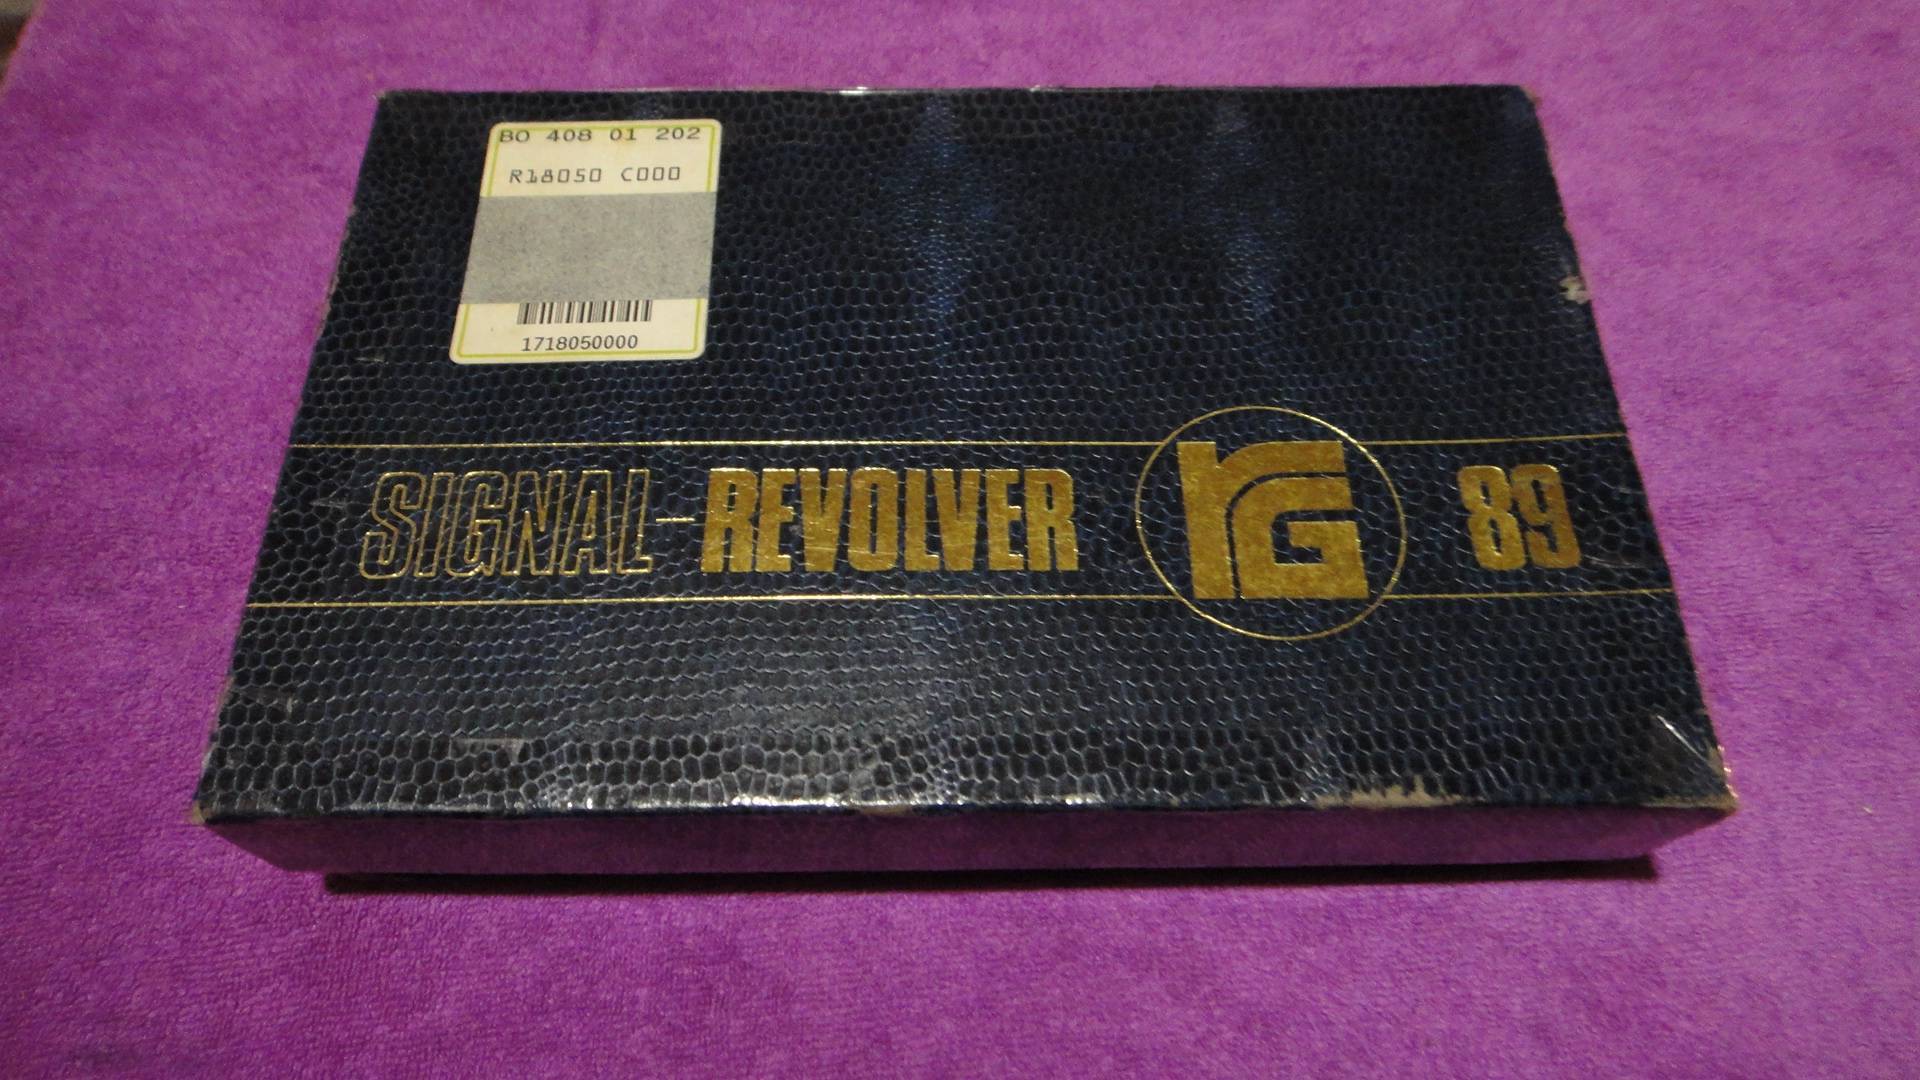 BO 408 01 202
R18050 C000
1718050000
SIGNAL-REVOLVER rG 89